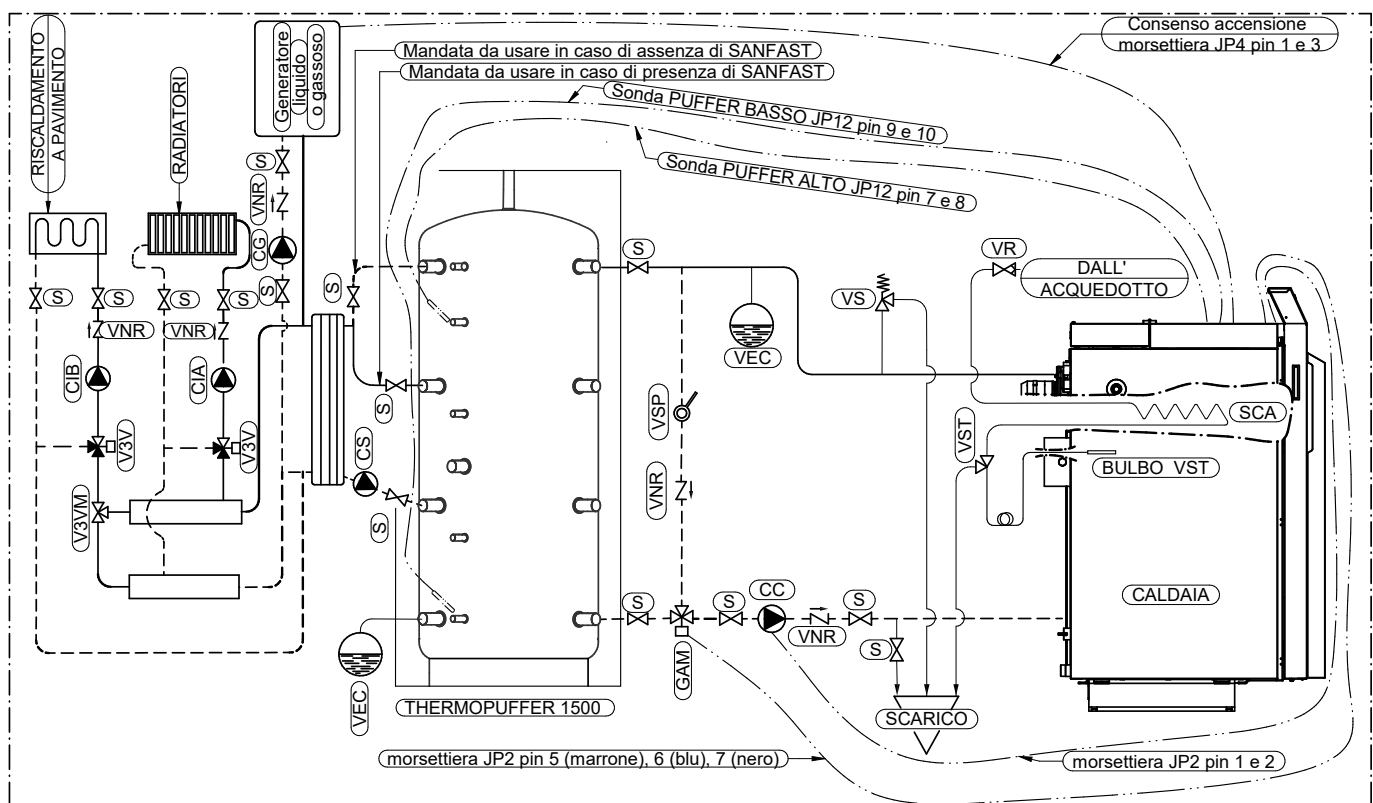 RISCALDAMENTO
A PAVIMENTO
RADIATORI
Generatore
liquido
o gassoso
Mandata da usare in caso di assenza di SANFAST
Mandata da usare in caso di presenza di SANFAST
Sonda PUFFER BASSO JP12 pin 9 e 10
Sonda PUFFER ALTO JP12 pin 7 e 8
Consenso accensione
morsettiera JP4 pin 1 e 3
S
VNR
CG
S
S
S
S
S
VNR
VNR
CIB
CIA
V3V
V3V
V3VM
S
S
CS
S
S
VEC
VS
VR
DALL'
ACQUEDOTTO
VSP
VNR
VST
SCA
BULBO VST
CALDAIA
S
S
CC
VNR
S
S
GAM
SCARICO
VEC
THERMOPUFFER 1500
morsettiera JP2 pin 5 (marrone), 6 (blu), 7 (nero)
morsettiera JP2 pin 1 e 2